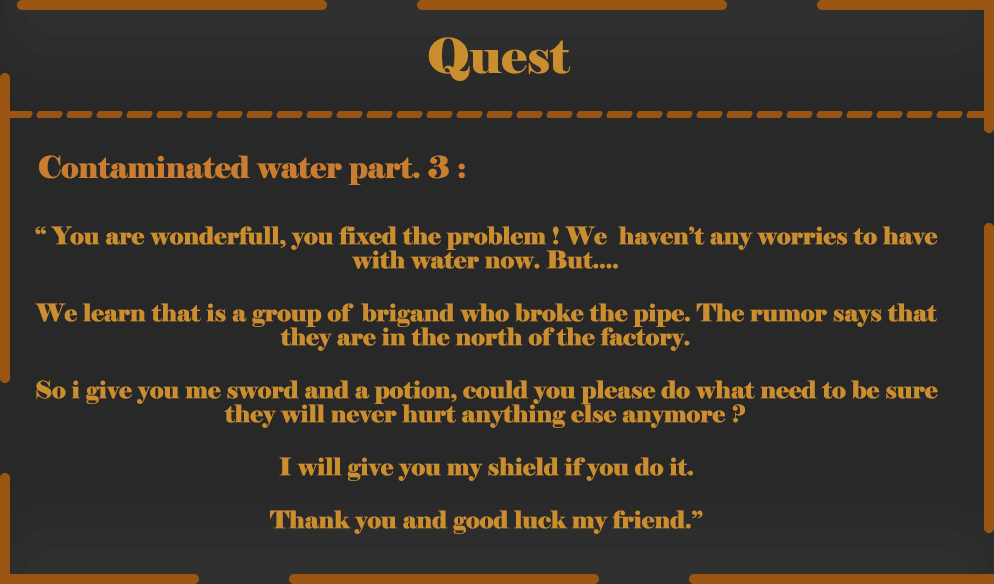 Quest
Contaminated water part. 3 :
“ You are wonderfull, you fixed the problem ! We  haven’t any worries to have
with water now. But....
We learn that is a group of  brigand who broke the pipe. The rumor says that
they are in the north of the factory.
So i give you me sword and a potion, could you please do what need to be sure
they will never hurt anything else anymore ?
I will give you my shield if you do it.
Thank you and good luck my friend.”